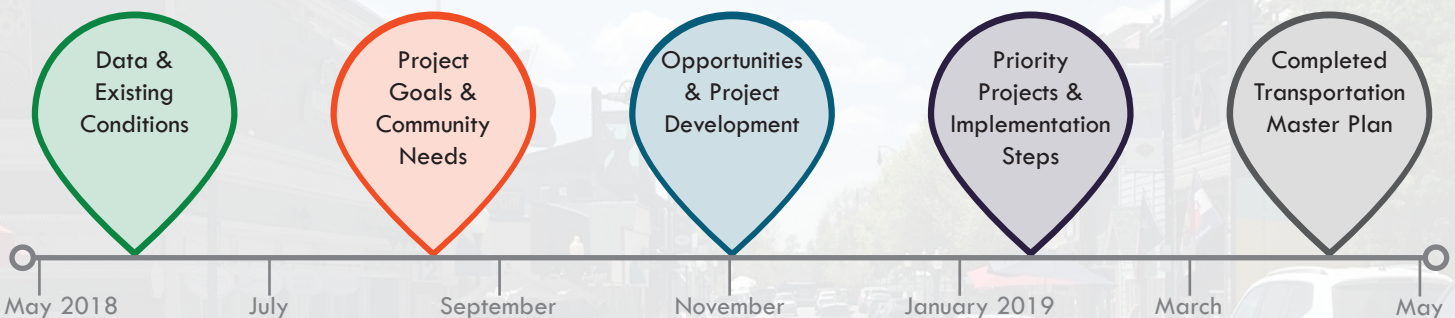 Data &
Existing
Conditions
Project
Goals &
Community
Needs
Opportunities
& Project
Development
Priority
Projects &
Implementation
Steps
Completed
Transportation
Master Plan
May 2018
July
September
November
January 2019
March
May